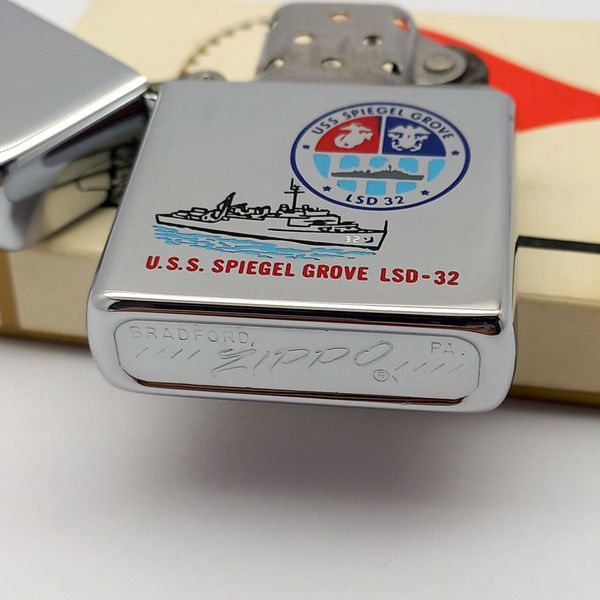 USS SPIEGEL GROVE
LSD 32
U.S.S. SPIEGEL GROVE LSD-32
BRADFORD, PA.
//// ZIPPO ® \ ////